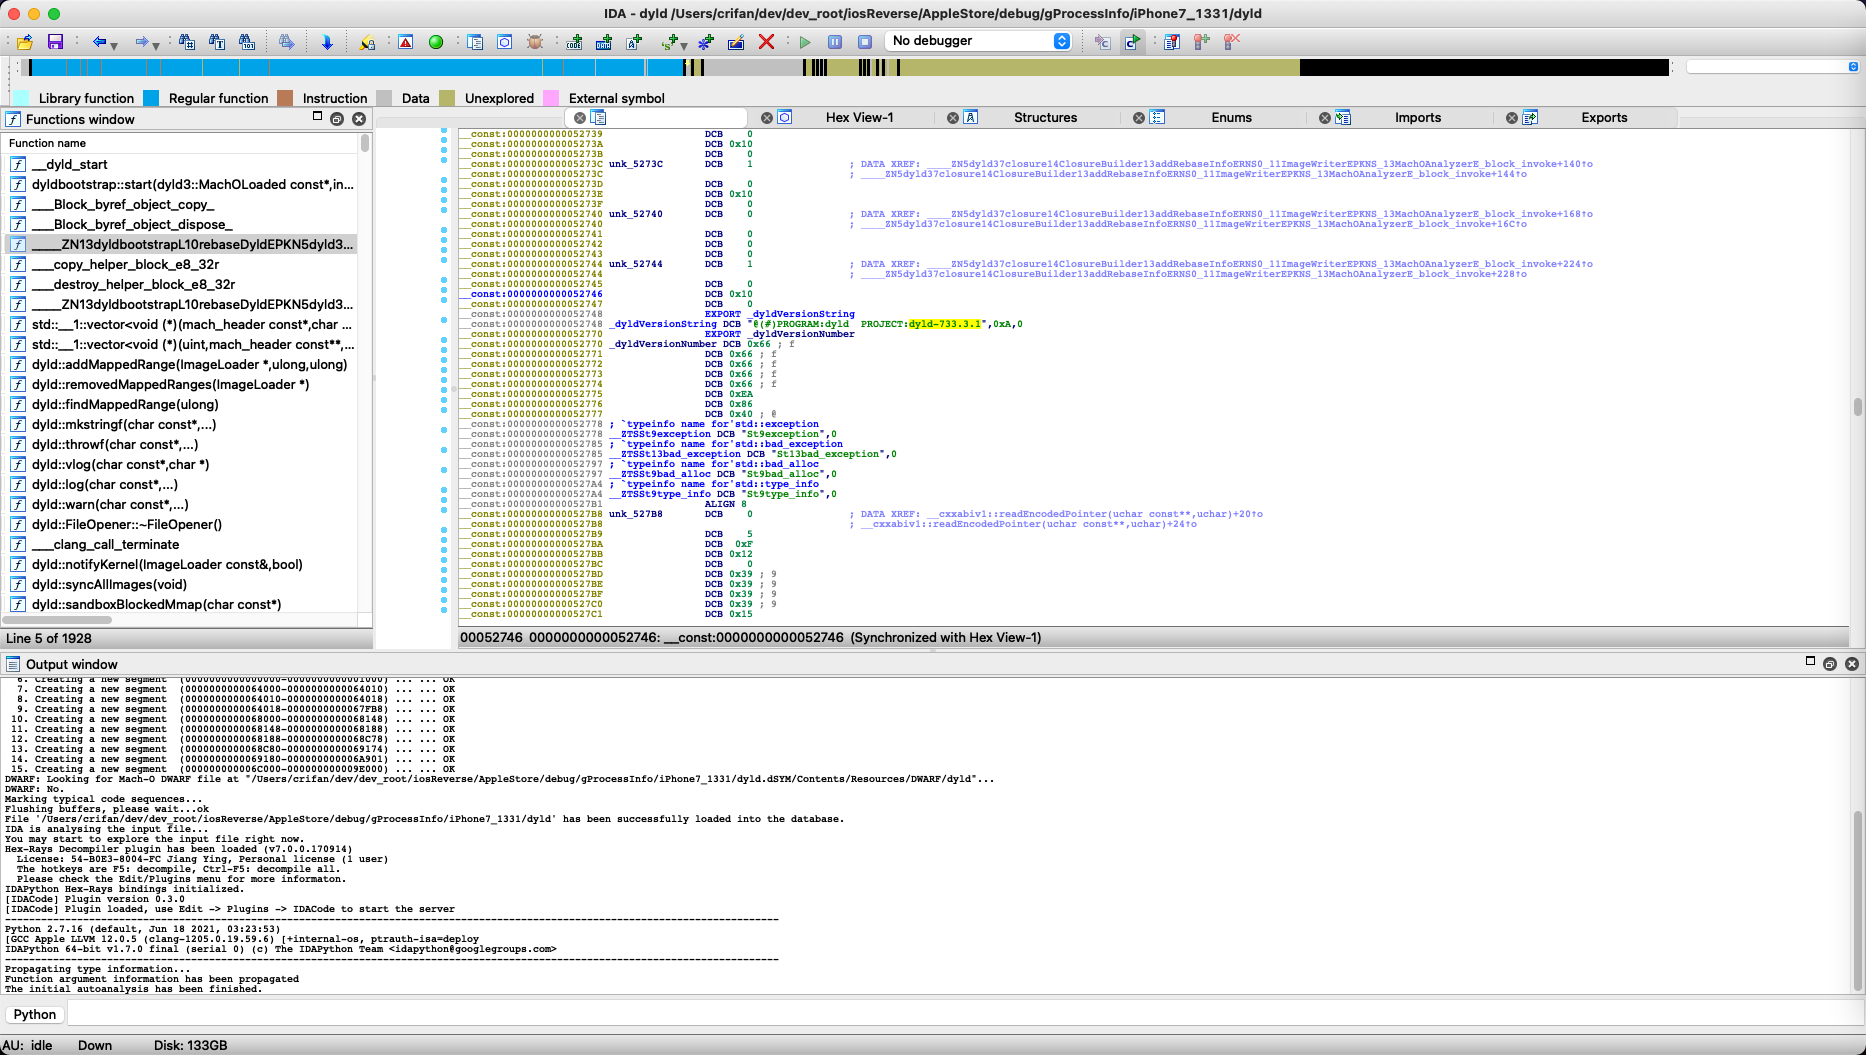 IDA - dyld /Users/crifan/dev/dev_root/iosReverse/AppleStore/debug/gProcessInfo/iPhone7_1331/dyld
No debugger
Library function Regular function Instruction Data Unexplored External symbol
Functions window
Function name
__dyld_start
dyldbootstrap::start(dyld3::MachOLoaded const*,in...
___Block_byref_object_copy_
___Block_byref_object_dispose_
____ZN13dyldbootstrapL10rebaseDyldEPKN5dyld3...
___copy_helper_block_e8_32r
___destroy_helper_block_e8_32r
____ZN13dyldbootstrapL10rebaseDyldEPKN5dyld3...
std::__1::vector<void (*)(mach_header const*,char ...
std::__1::vector<void (*)(uint,mach_header const**,...
dyld::addMappedRange(ImageLoader *,ulong,ulong)
dyld::removedMappedRanges(ImageLoader *)
dyld::findMappedRange(ulong)
dyld::mkstringf(char const*,...)
dyld::throwf(char const*,...)
dyld::vlog(char const*,char *)
dyld::log(char const*,...)
dyld::warn(char const*,...)
dyld::FileOpener::~FileOpener()
___clang_call_terminate
dyld::notifyKernel(ImageLoader const&,bool)
dyld::syncAllImages(void)
dyld::sandboxBlockedMmap(char const*)
Line 5 of 1928
Hex View-1 Structures Enums Imports Exports
__const:0000000000052739 DCB 0
__const:000000000005273A DCB 0x10
__const:000000000005273B DCB 0
__const:000000000005273C unk_5273C DCB 1 ; DATA XREF: ____ZN5dyld37closure14ClosureBuilder13addRebaseInfoERNS0_11ImageWriterEPKNS_13MachOAnalyzerE_block_invoke+140↑o
__const:000000000005273C ; ____ZN5dyld37closure14ClosureBuilder13addRebaseInfoERNS0_11ImageWriterEPKNS_13MachOAnalyzerE_block_invoke+144↑o
__const:000000000005273D DCB 0
__const:000000000005273E DCB 0x10
__const:000000000005273F DCB 0
__const:0000000000052740 unk_52740 DCB 0 ; DATA XREF: ____ZN5dyld37closure14ClosureBuilder13addRebaseInfoERNS0_11ImageWriterEPKNS_13MachOAnalyzerE_block_invoke+168↑o
__const:0000000000052740 ; ____ZN5dyld37closure14ClosureBuilder13addRebaseInfoERNS0_11ImageWriterEPKNS_13MachOAnalyzerE_block_invoke+16C↑o
__const:0000000000052741 DCB 0
__const:0000000000052742 DCB 0
__const:0000000000052743 DCB 0
__const:0000000000052744 unk_52744 DCB 1 ; DATA XREF: ____ZN5dyld37closure14ClosureBuilder13addRebaseInfoERNS0_11ImageWriterEPKNS_13MachOAnalyzerE_block_invoke+224↑o
__const:0000000000052744 ; ____ZN5dyld37closure14ClosureBuilder13addRebaseInfoERNS0_11ImageWriterEPKNS_13MachOAnalyzerE_block_invoke+228↑o
__const:0000000000052745 DCB 0
__const:0000000000052746 DCB 0x10
__const:0000000000052747 DCB 0
__const:0000000000052748 EXPORT _dyldVersionString
__const:0000000000052748 _dyldVersionString DCB "@(#)PROGRAM:dyld  PROJECT:dyld-733.3.1",0xA,0
__const:0000000000052770 EXPORT _dyldVersionNumber
__const:0000000000052770 _dyldVersionNumber DCB 0x66 ; f
__const:0000000000052771 DCB 0x66 ; f
__const:0000000000052772 DCB 0x66 ; f
__const:0000000000052773 DCB 0x66 ; f
__const:0000000000052774 DCB 0x66 ; f
__const:0000000000052775 DCB 0xEA
__const:0000000000052776 DCB 0x86
__const:0000000000052777 DCB 0x40 ; @
__const:0000000000052778 ; `typeinfo name for'std::exception
__const:0000000000052778 __ZTSSt9exception DCB "St9exception",0
__const:0000000000052785 ; `typeinfo name for'std::bad_exception
__const:0000000000052785 __ZTSSt13bad_exception DCB "St13bad_exception",0
__const:0000000000052797 ; `typeinfo name for'std::bad_alloc
__const:0000000000052797 __ZTSSt9bad_alloc DCB "St9bad_alloc",0
__const:00000000000527A4 ; `typeinfo name for'std::type_info
__const:00000000000527A4 __ZTSSt9type_info DCB "St9type_info",0
__const:00000000000527B1 ALIGN 8
__const:00000000000527B8 unk_527B8 DCB 0 ; DATA XREF: __cxxabiv1::readEncodedPointer(uchar const**,uchar)+20↑o
__const:00000000000527B8 ; __cxxabiv1::readEncodedPointer(uchar const**,uchar)+24↑o
__const:00000000000527B9 DCB 5
__const:00000000000527BA DCB 0xF
__const:00000000000527BB DCB 0x12
__const:00000000000527BC DCB 0
__const:00000000000527BD DCB 0x39 ; 9
__const:00000000000527BE DCB 0x39 ; 9
__const:00000000000527BF DCB 0x39 ; 9
__const:00000000000527C0 DCB 0x39 ; 9
__const:00000000000527C1 DCB 0x15
00052746 0000000000052746: __const:0000000000052746 (Synchronized with Hex View-1)
Output window
6. Creating a new segment (0000000000000000-0000000000001000) ... ... OK
7. Creating a new segment (0000000000064000-0000000000064010) ... ... OK
8. Creating a new segment (0000000000064010-0000000000064018) ... ... OK
9. Creating a new segment (0000000000064018-0000000000067FB8) ... ... OK
10. Creating a new segment (0000000000068000-0000000000068148) ... ... OK
11. Creating a new segment (0000000000068148-0000000000068188) ... ... OK
12. Creating a new segment (0000000000068188-0000000000068C78) ... ... OK
13. Creating a new segment (0000000000068C80-0000000000069174) ... ... OK
14. Creating a new segment (0000000000069180-000000000006A901) ... ... OK
15. Creating a new segment (000000000006C000-000000000009E000) ... ... OK
DWARF: Looking for Mach-O DWARF file at "/Users/crifan/dev/dev_root/iosReverse/AppleStore/debug/gProcessInfo/iPhone7_1331/dyld.dSYM/Contents/Resources/DWARF/dyld"...
DWARF: No.
Marking typical code sequences...
Flushing buffers, please wait...ok
File '/Users/crifan/dev/dev_root/iosReverse/AppleStore/debug/gProcessInfo/iPhone7_1331/dyld' has been successfully loaded into the database.
IDA is analysing the input file...
You may start to explore the input file right now.
Hex-Rays Decompiler plugin has been loaded (v7.0.0.170914)
License: 54-B0E3-8004-FC Jiang Ying, Personal license (1 user)
The hotkeys are F5: decompile, Ctrl-F5: decompile all.
Please check the Edit/Plugins menu for more informaton.
IDAPython Hex-Rays bindings initialized.
[IDACode] Plugin version 0.3.0
[IDACode] Plugin loaded, use Edit -> Plugins -> IDACode to start the server
Python 2.7.16 (default, Jun 18 2021, 03:23:53)
[GCC Apple LLVM 12.0.5 (clang-1205.0.19.59.6) [+internal-os, ptrauth-isa=deploy
IDAPython 64-bit v1.7.0 final (serial 0) (c) The IDAPython Team <idapython@googlegroups.com>
Propagating type information...
Function argument information has been propagated
The initial autoanalysis has been finished.
Python
AU: idle Down Disk: 133GB